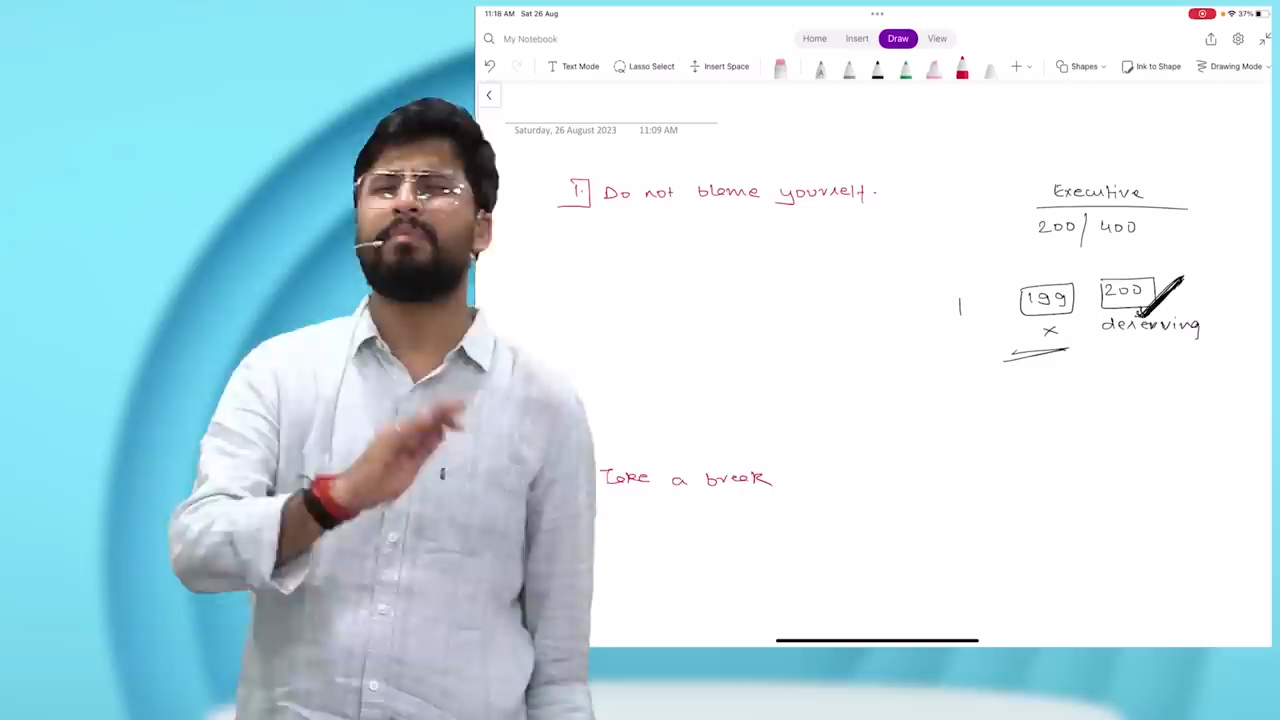 11:18 AM Sat 26 Aug
37%
My Notebook
Home Insert Draw View
Text Mode Lasso Select Insert Space Shapes Ink to Shape Drawing Mode
Saturday, 26 August 2023 11:09 AM
1. Do not blame yourself.
Executive
200 / 400
1 199 200
x deserving
Take a break